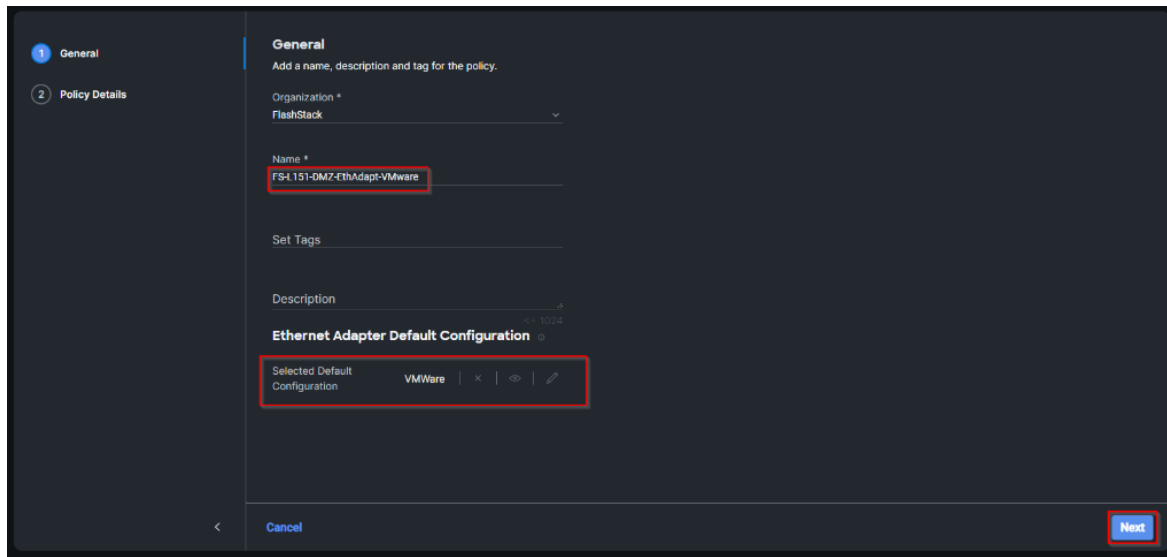 1 General
2 Policy Details
General
Add a name, description and tag for the policy.
Organization *
FlashStack
Name *
FS-L151-DMZ-EthAdapt-VMware
Set Tags
Description
<= 1024
Ethernet Adapter Default Configuration
Selected Default
Configuration
VMWare
Cancel
Next